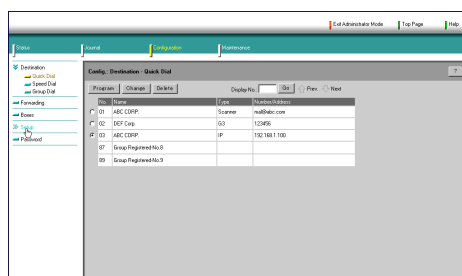 Exit Administrator Mode Top Page Help
Status Journal Configuration Maintenance
Destination
Quick Dial
Speed Dial
Group Dial
Forwarding
Boxes
Setup
Password
Config.: Destination - Quick Dial ?
Program Change Delete Display No.: Go Prev. Next
No. Name Type Number/Address
01 ABC CORP. Scanner mail@abc.com
02 DEF Corp. G3 123456
03 ABC CORP. IP 192.168.1.100
87 Group Registered-No.8
89 Group Registered-No.9